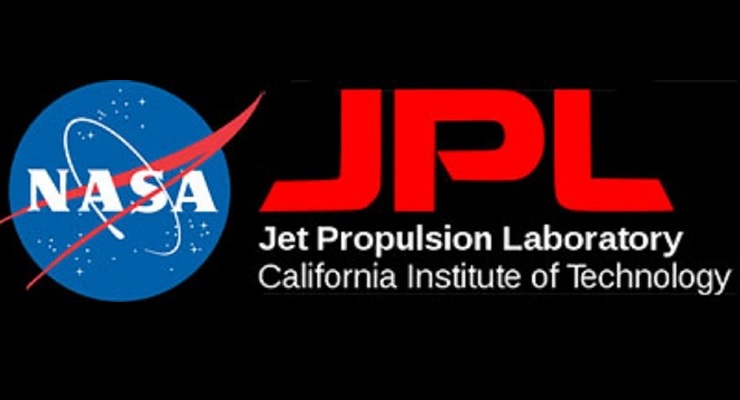 NASA
JPL
Jet Propulsion Laboratory
California Institute of Technology